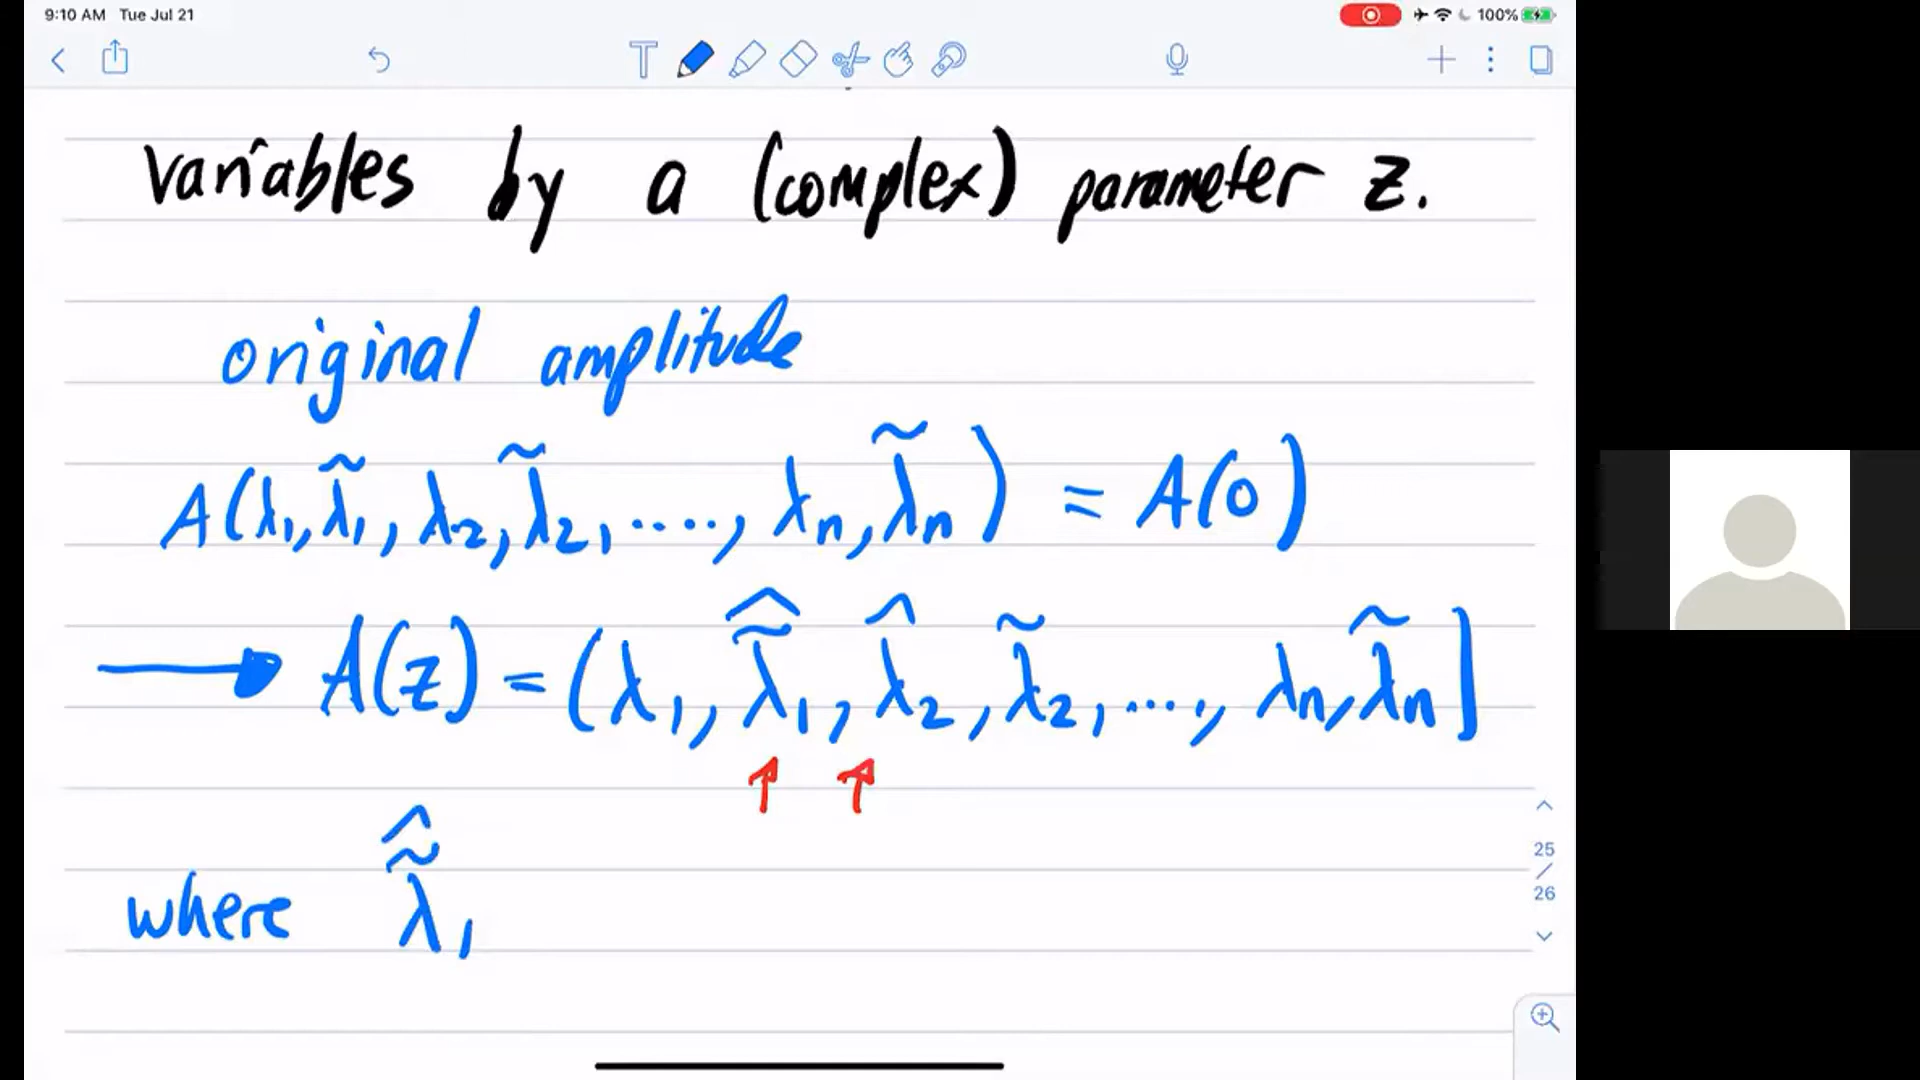 9:10 AM Tue Jul 21 100%
T
variables by a (complex) parameter z.
original amplitude
A(λ₁, λ̃₁, λ₂, λ̃₂, ...., λₙ, λ̃ₙ) = A(0)
→ A(z) = (λ₁, λ̃̂₁, λ̂₂, λ̃₂, ..., λₙ, λ̃ₙ]
↑ ↑
where λ̃̂₁
25
/
26